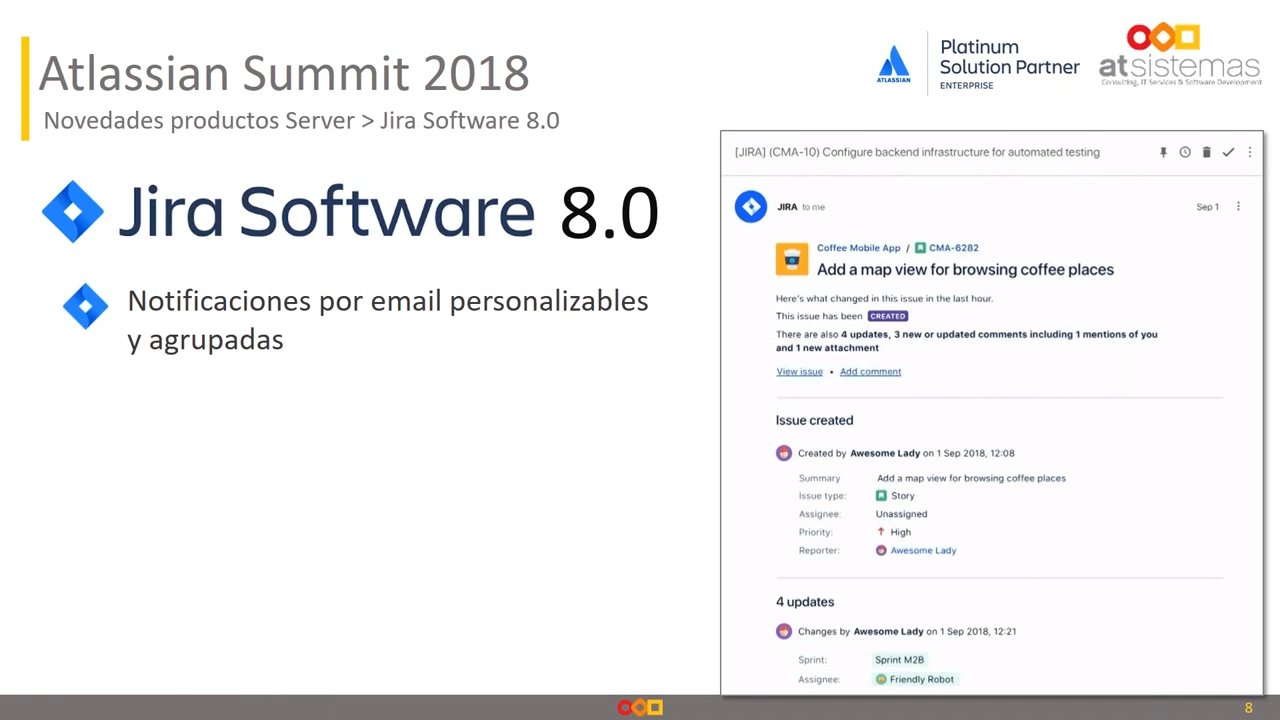 Atlassian Summit 2018
Novedades productos Server > Jira Software 8.0
ATLASSIAN
Platinum
Solution Partner
ENTERPRISE
atsistemas
Consulting, IT Services & Software Development
Jira Software 8.0
Notificaciones por email personalizables
y agrupadas
[JIRA] (CMA-10) Configure backend infrastructure for automated testing
JIRA to me
Sep 1
Coffee Mobile App / CMA-6282
Add a map view for browsing coffee places
Here's what changed in this issue in the last hour.
This issue has been CREATED
There are also 4 updates, 3 new or updated comments including 1 mentions of you
and 1 new attachment
View issue • Add comment
Issue created
Created by Awesome Lady on 1 Sep 2018, 12:08
Summary Add a map view for browsing coffee places
Issue type: Story
Assignee: Unassigned
Priority: High
Reporter: Awesome Lady
4 updates
Changes by Awesome Lady on 1 Sep 2018, 12:21
Sprint: Sprint M2B
Assignee: Friendly Robot
8